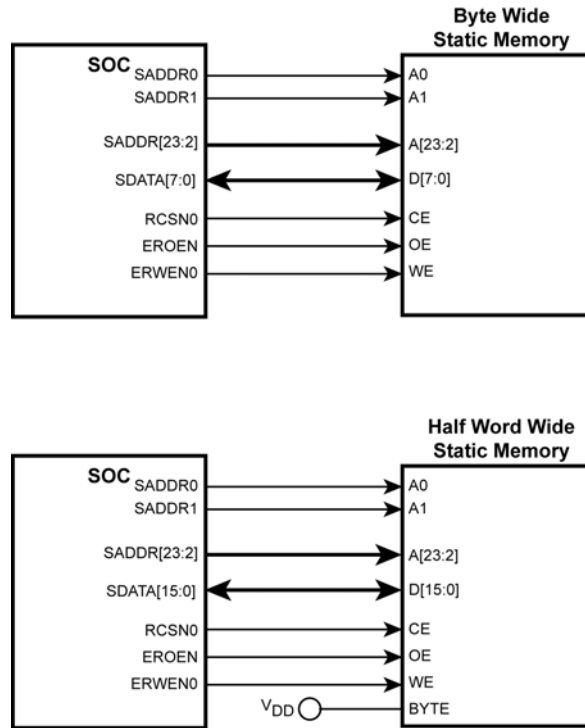 Byte Wide
Static Memory
SOC
SADDR0
A0
SADDR1
A1
SADDR[23:2]
A[23:2]
SDATA[7:0]
D[7:0]
RCSN0
CE
EROEN
OE
ERWEN0
WE
Half Word Wide
Static Memory
SOC
SADDR0
A0
SADDR1
A1
SADDR[23:2]
A[23:2]
SDATA[15:0]
D[15:0]
RCSN0
CE
EROEN
OE
ERWEN0
WE
VDD
BYTE